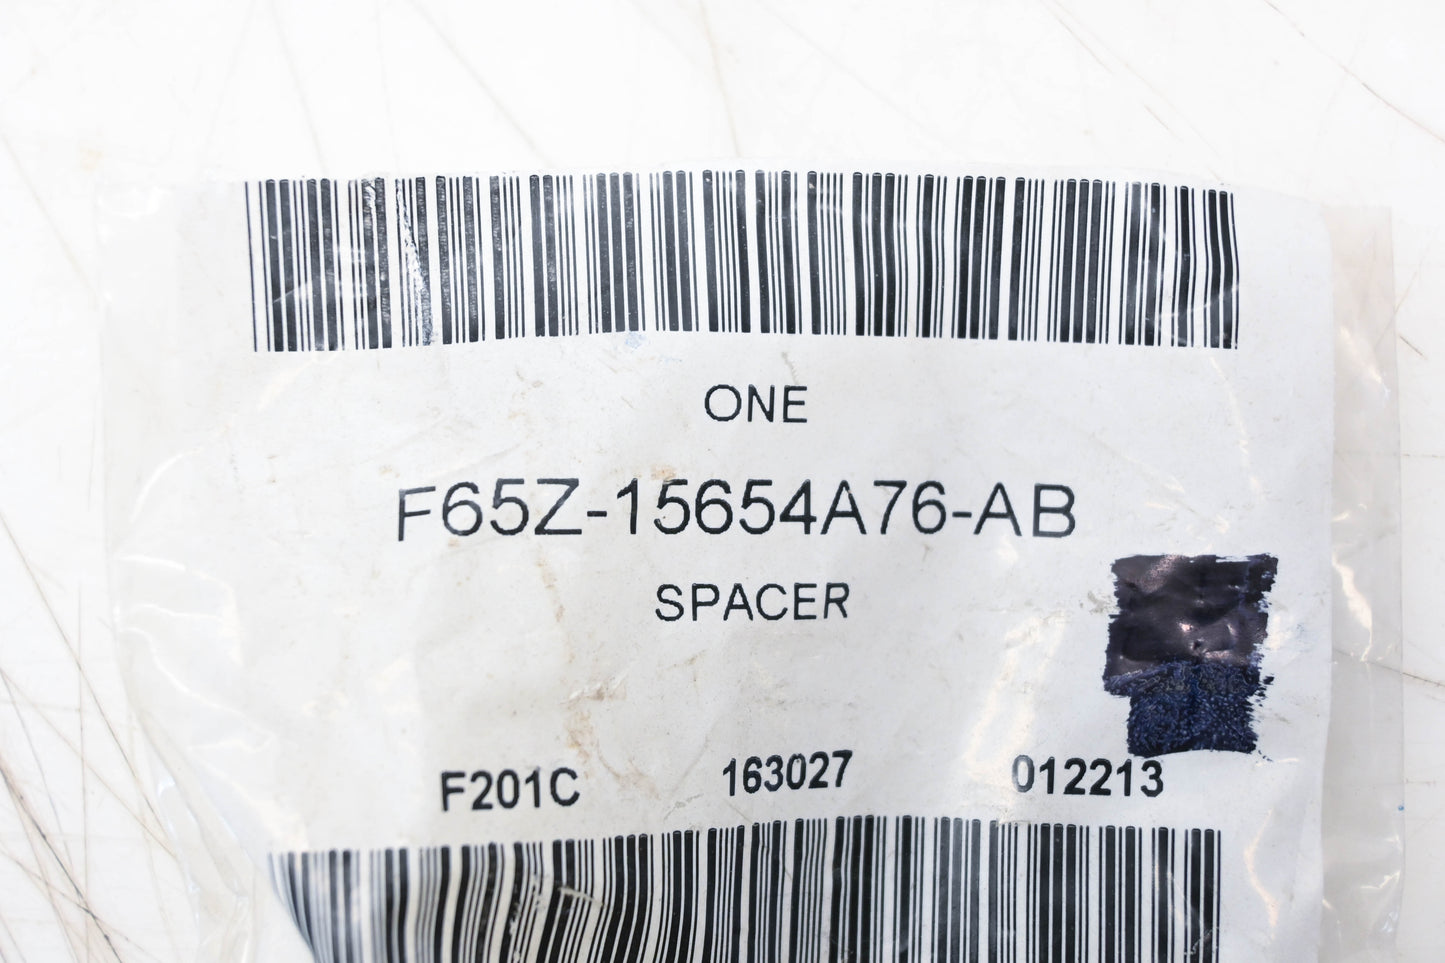 ONE
F65Z-15654A76-AB
SPACER
F201C 163027 012213